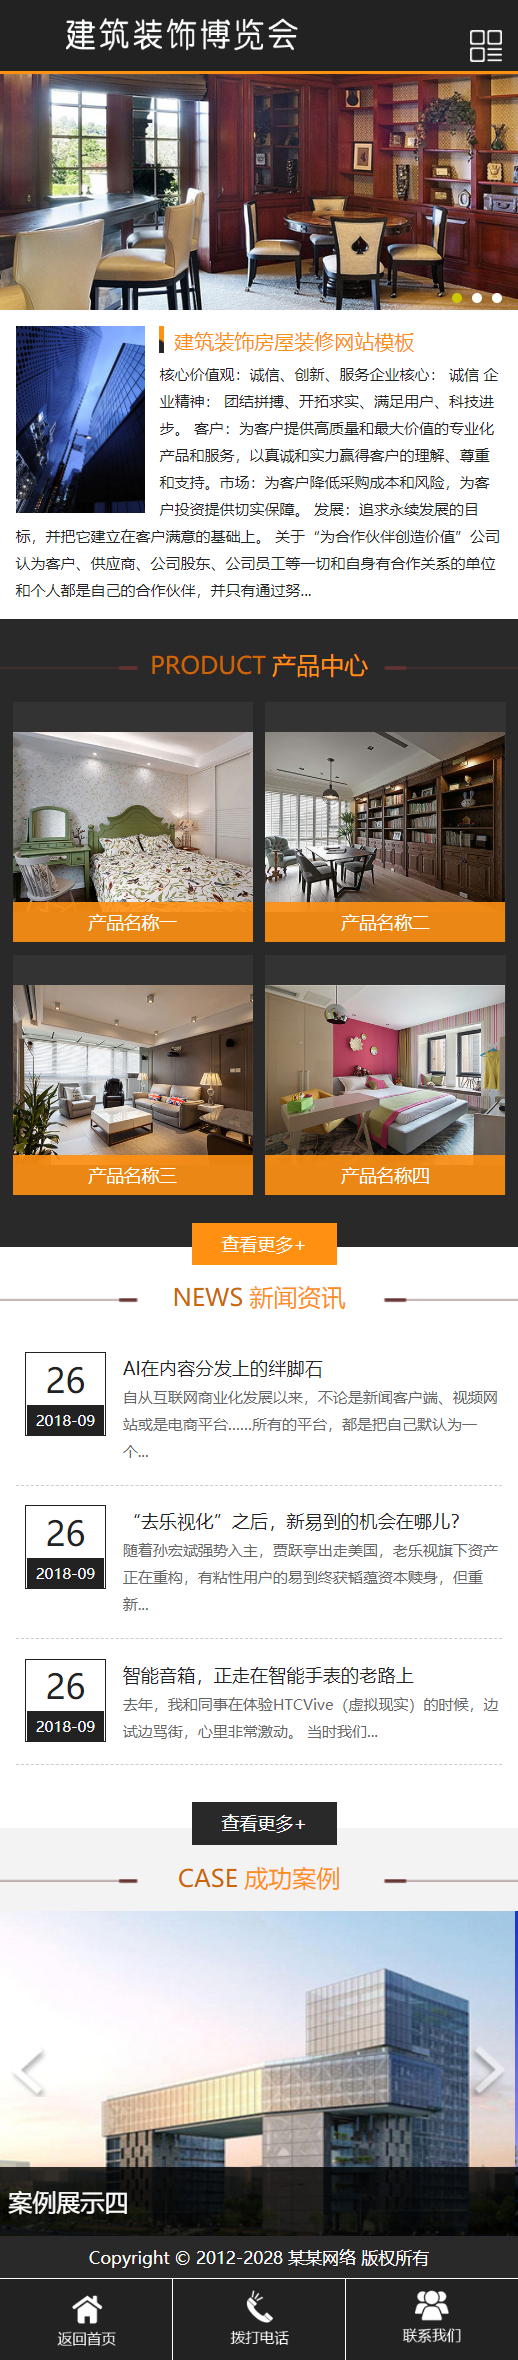 建筑装饰博览会
建筑装饰房屋装修网站模板
核心价值观：诚信、创新、服务企业核心： 诚信 企
业精神： 团结拼搏、开拓求实、满足用户、科技进
步。 客户：为客户提供高质量和最大价值的专业化
产品和服务，以真诚和实力赢得客户的理解、尊重
和支持。市场：为客户降低采购成本和风险，为客
户投资提供切实保障。 发展：追求永续发展的目
标，并把它建立在客户满意的基础上。 关于“为合作伙伴创造价值”公司
认为客户、供应商、公司股东、公司员工等一切和自身有合作关系的单位
和个人都是自己的合作伙伴，并只有通过努...
PRODUCT 产品中心
产品名称一
产品名称二
产品名称三
产品名称四
查看更多+
NEWS 新闻资讯
26
2018-09
AI在内容分发上的绊脚石
自从互联网商业化发展以来，不论是新闻客户端、视频网
站或是电商平台......所有的平台，都是把自己默认为一
个...
26
2018-09
“去乐视化”之后，新易到的机会在哪儿？
随着孙宏斌强势入主，贾跃亭出走美国，老乐视旗下资产
正在重构，有粘性用户的易到终获韬蕴资本赎身，但重
新...
26
2018-09
智能音箱，正走在智能手表的老路上
去年，我和同事在体验HTCVive（虚拟现实）的时候，边
试边骂街，心里非常激动。 当时我们...
查看更多+
CASE 成功案例
案例展示四
Copyright © 2012-2028 某某网络 版权所有
返回首页
拨打电话
联系我们